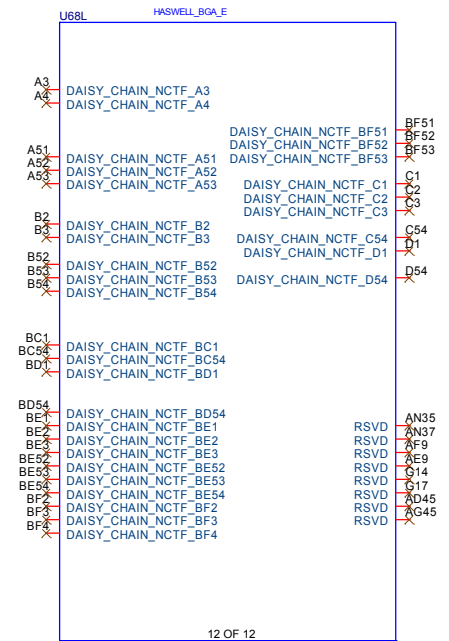 U68L HASWELL_BGA_E
A3 DAISY_CHAIN_NCTF_A3
A4 DAISY_CHAIN_NCTF_A4
A51 DAISY_CHAIN_NCTF_A51
A52 DAISY_CHAIN_NCTF_A52
A53 DAISY_CHAIN_NCTF_A53
B2 DAISY_CHAIN_NCTF_B2
B3 DAISY_CHAIN_NCTF_B3
B52 DAISY_CHAIN_NCTF_B52
B53 DAISY_CHAIN_NCTF_B53
B54 DAISY_CHAIN_NCTF_B54
BC1 DAISY_CHAIN_NCTF_BC1
BC54 DAISY_CHAIN_NCTF_BC54
BD1 DAISY_CHAIN_NCTF_BD1
BD54 DAISY_CHAIN_NCTF_BD54
BE1 DAISY_CHAIN_NCTF_BE1
BE2 DAISY_CHAIN_NCTF_BE2
BE3 DAISY_CHAIN_NCTF_BE3
BE52 DAISY_CHAIN_NCTF_BE52
BE53 DAISY_CHAIN_NCTF_BE53
BE54 DAISY_CHAIN_NCTF_BE54
BF2 DAISY_CHAIN_NCTF_BF2
BF3 DAISY_CHAIN_NCTF_BF3
BF4 DAISY_CHAIN_NCTF_BF4
DAISY_CHAIN_NCTF_BF51 BF51
DAISY_CHAIN_NCTF_BF52 BF52
DAISY_CHAIN_NCTF_BF53 BF53
DAISY_CHAIN_NCTF_C1 C1
DAISY_CHAIN_NCTF_C2 C2
DAISY_CHAIN_NCTF_C3 C3
DAISY_CHAIN_NCTF_C54 C54
DAISY_CHAIN_NCTF_D1 D1
DAISY_CHAIN_NCTF_D54 D54
RSVD AN35
RSVD AN37
RSVD AF9
RSVD AE9
RSVD G14
RSVD G17
RSVD AD45
RSVD AG45
12 OF 12